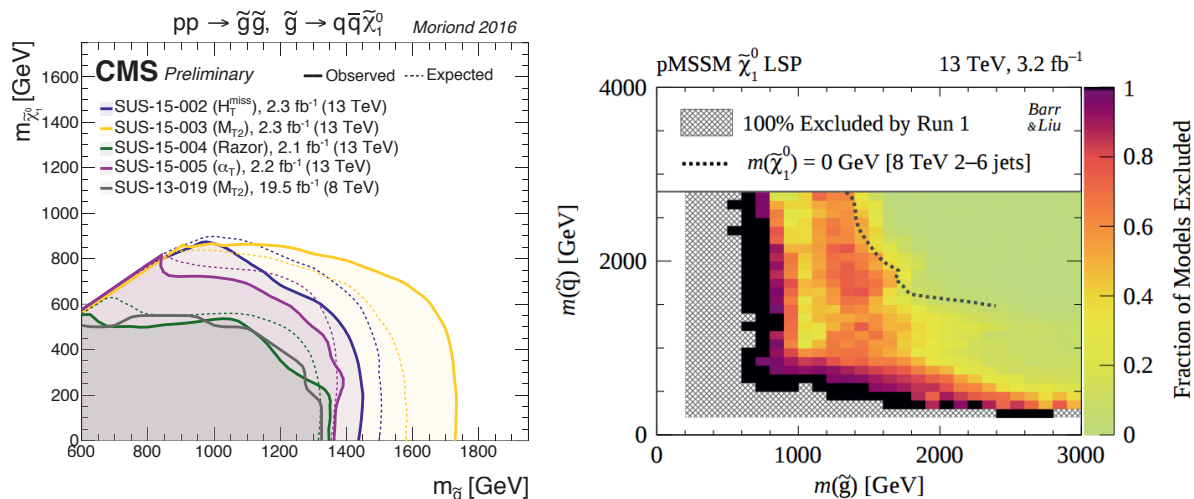 pp → g̃g̃, g̃ → qq̄χ̃₁⁰ Moriond 2016
CMS Preliminary
Observed Expected
SUS-15-002 (H_T^miss), 2.3 fb⁻¹ (13 TeV)
SUS-15-003 (M_T2), 2.3 fb⁻¹ (13 TeV)
SUS-15-004 (Razor), 2.1 fb⁻¹ (13 TeV)
SUS-15-005 (α_T), 2.2 fb⁻¹ (13 TeV)
SUS-13-019 (M_T2), 19.5 fb⁻¹ (8 TeV)
m_χ̃₁⁰ [GeV]
1600
1400
1200
1000
800
600
400
200
0
600 800 1000 1200 1400 1600 1800
m_g̃ [GeV]
pMSSM χ̃₁⁰ LSP 13 TeV, 3.2 fb⁻¹
Barr
&Liu
100% Excluded by Run 1
m(χ̃₁⁰) = 0 GeV [8 TeV 2–6 jets]
m(q̃) [GeV]
4000
2000
0
0 1000 2000 3000
m(g̃) [GeV]
1
0.8
0.6
0.4
0.2
0
Fraction of Models Excluded